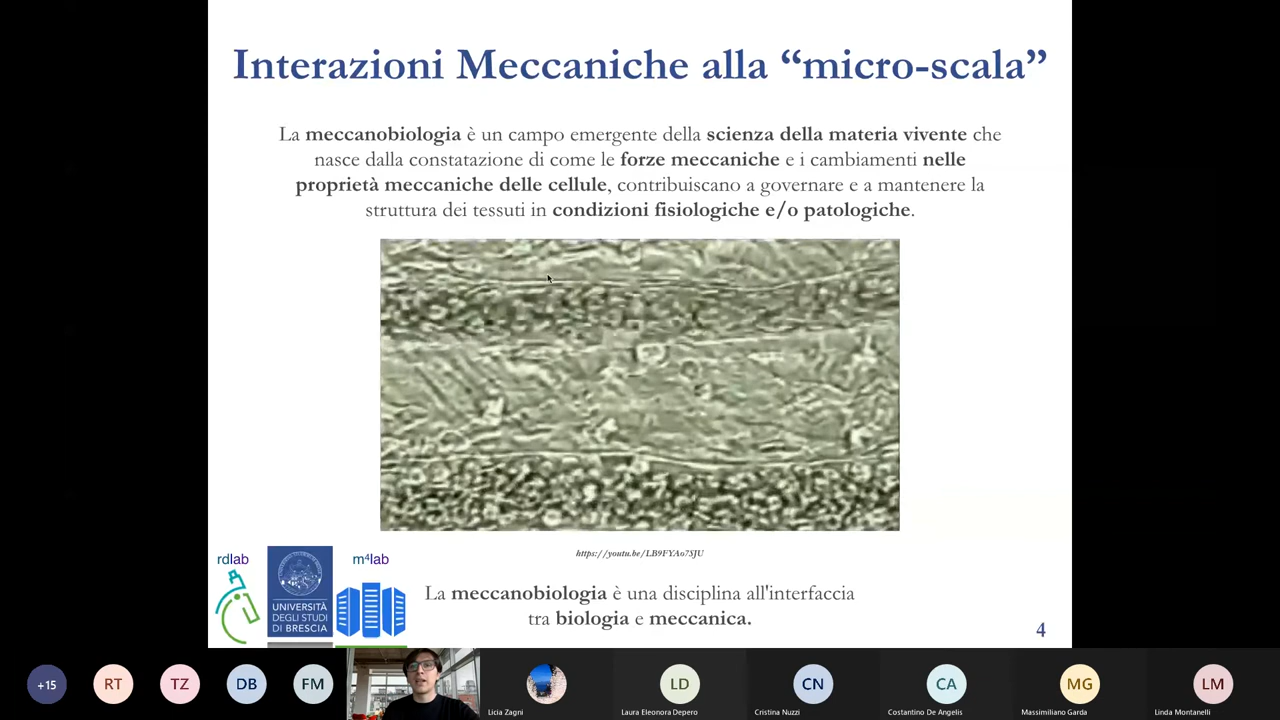 Interazioni Meccaniche alla “micro-scala”
La meccanobiologia è un campo emergente della scienza della materia vivente che
nasce dalla constatazione di come le forze meccaniche e i cambiamenti nelle
proprietà meccaniche delle cellule, contribuiscano a governare e a mantenere la
struttura dei tessuti in condizioni fisiologiche e/o patologiche.
https://youtu.be/LB9FYAo7SJU
rdlab
m⁴lab
UNIVERSITÀ
DEGLI STUDI
DI BRESCIA
La meccanobiologia è una disciplina all'interfaccia
tra biologia e meccanica.
4
+15
RT
TZ
DB
FM
LD
CN
CA
MG
LM
Licia Zagni
Laura Eleonora Depero
Cristina Nuzzi
Costantino De Angelis
Massimiliano Garda
Linda Montanelli